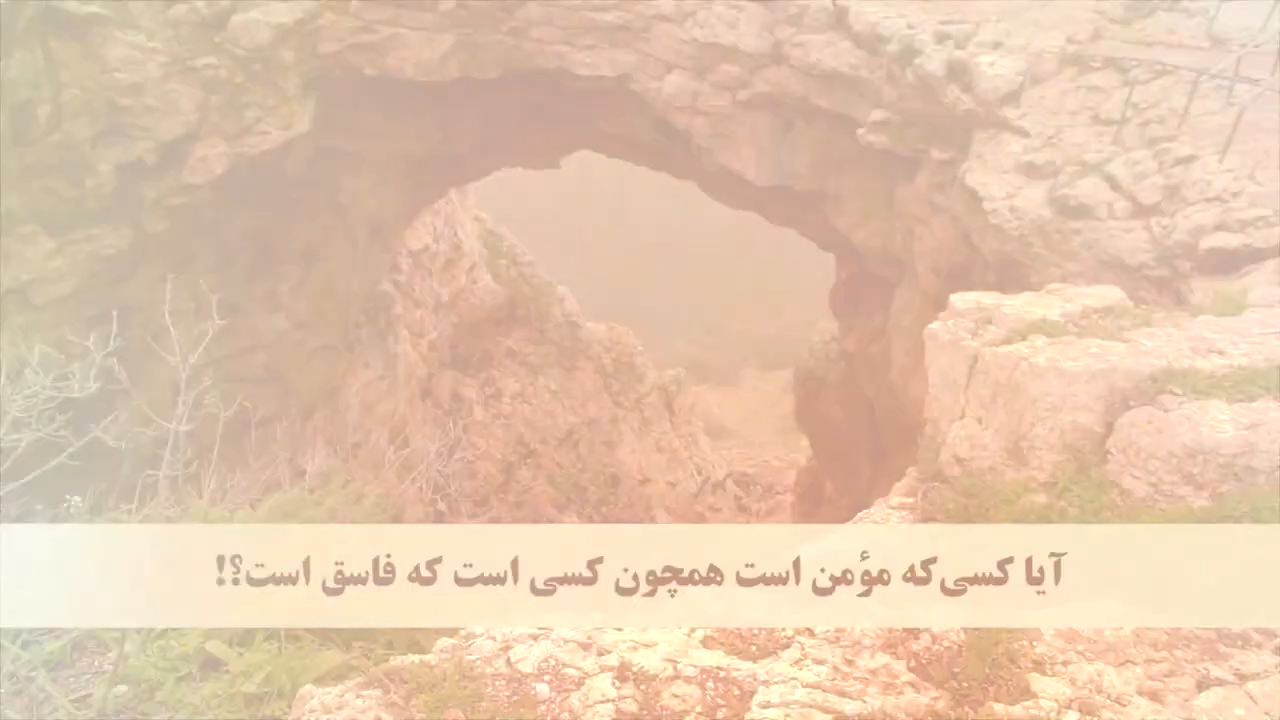 آیا کسی‌که مؤمن است همچون کسی است که فاسق است؟!